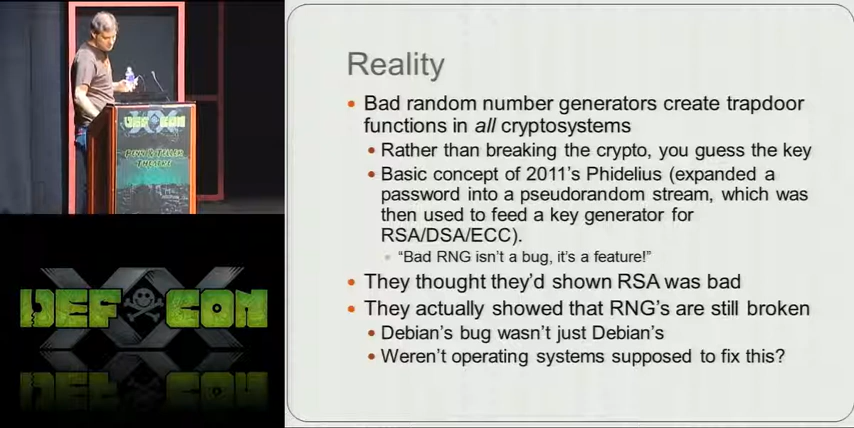 DEF CON
PENN & TELLER
THEATRE
DEF CON
Reality
Bad random number generators create trapdoor
functions in all cryptosystems
Rather than breaking the crypto, you guess the key
Basic concept of 2011's Phidelius (expanded a
password into a pseudorandom stream, which was
then used to feed a key generator for
RSA/DSA/ECC).
“Bad RNG isn't a bug, it's a feature!”
They thought they'd shown RSA was bad
They actually showed that RNG's are still broken
Debian's bug wasn't just Debian's
Weren't operating systems supposed to fix this?